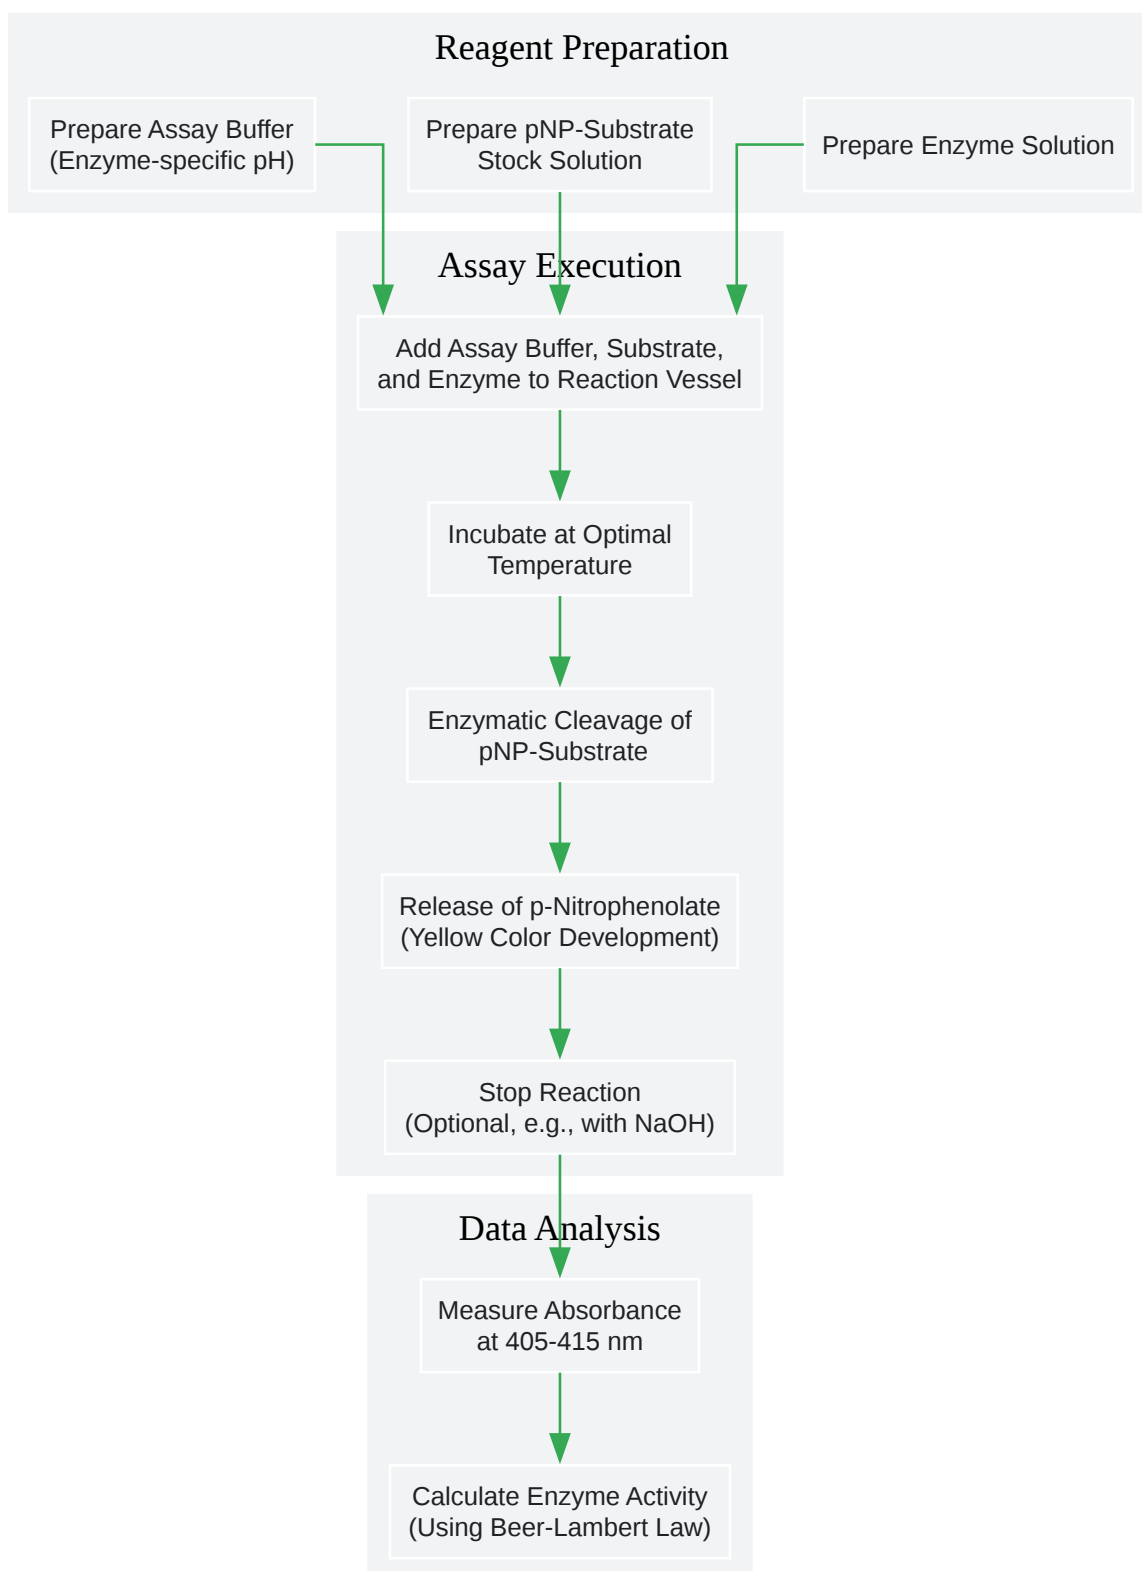 Reagent Preparation
Prepare Assay Buffer
(Enzyme-specific pH)
Prepare pNP-Substrate
Stock Solution
Prepare Enzyme Solution
Assay Execution
Add Assay Buffer, Substrate,
and Enzyme to Reaction Vessel
Incubate at Optimal
Temperature
Enzymatic Cleavage of
pNP-Substrate
Release of p-Nitrophenolate
(Yellow Color Development)
Stop Reaction
(Optional, e.g., with NaOH)
Data Analysis
Measure Absorbance
at 405-415 nm
Calculate Enzyme Activity
(Using Beer-Lambert Law)